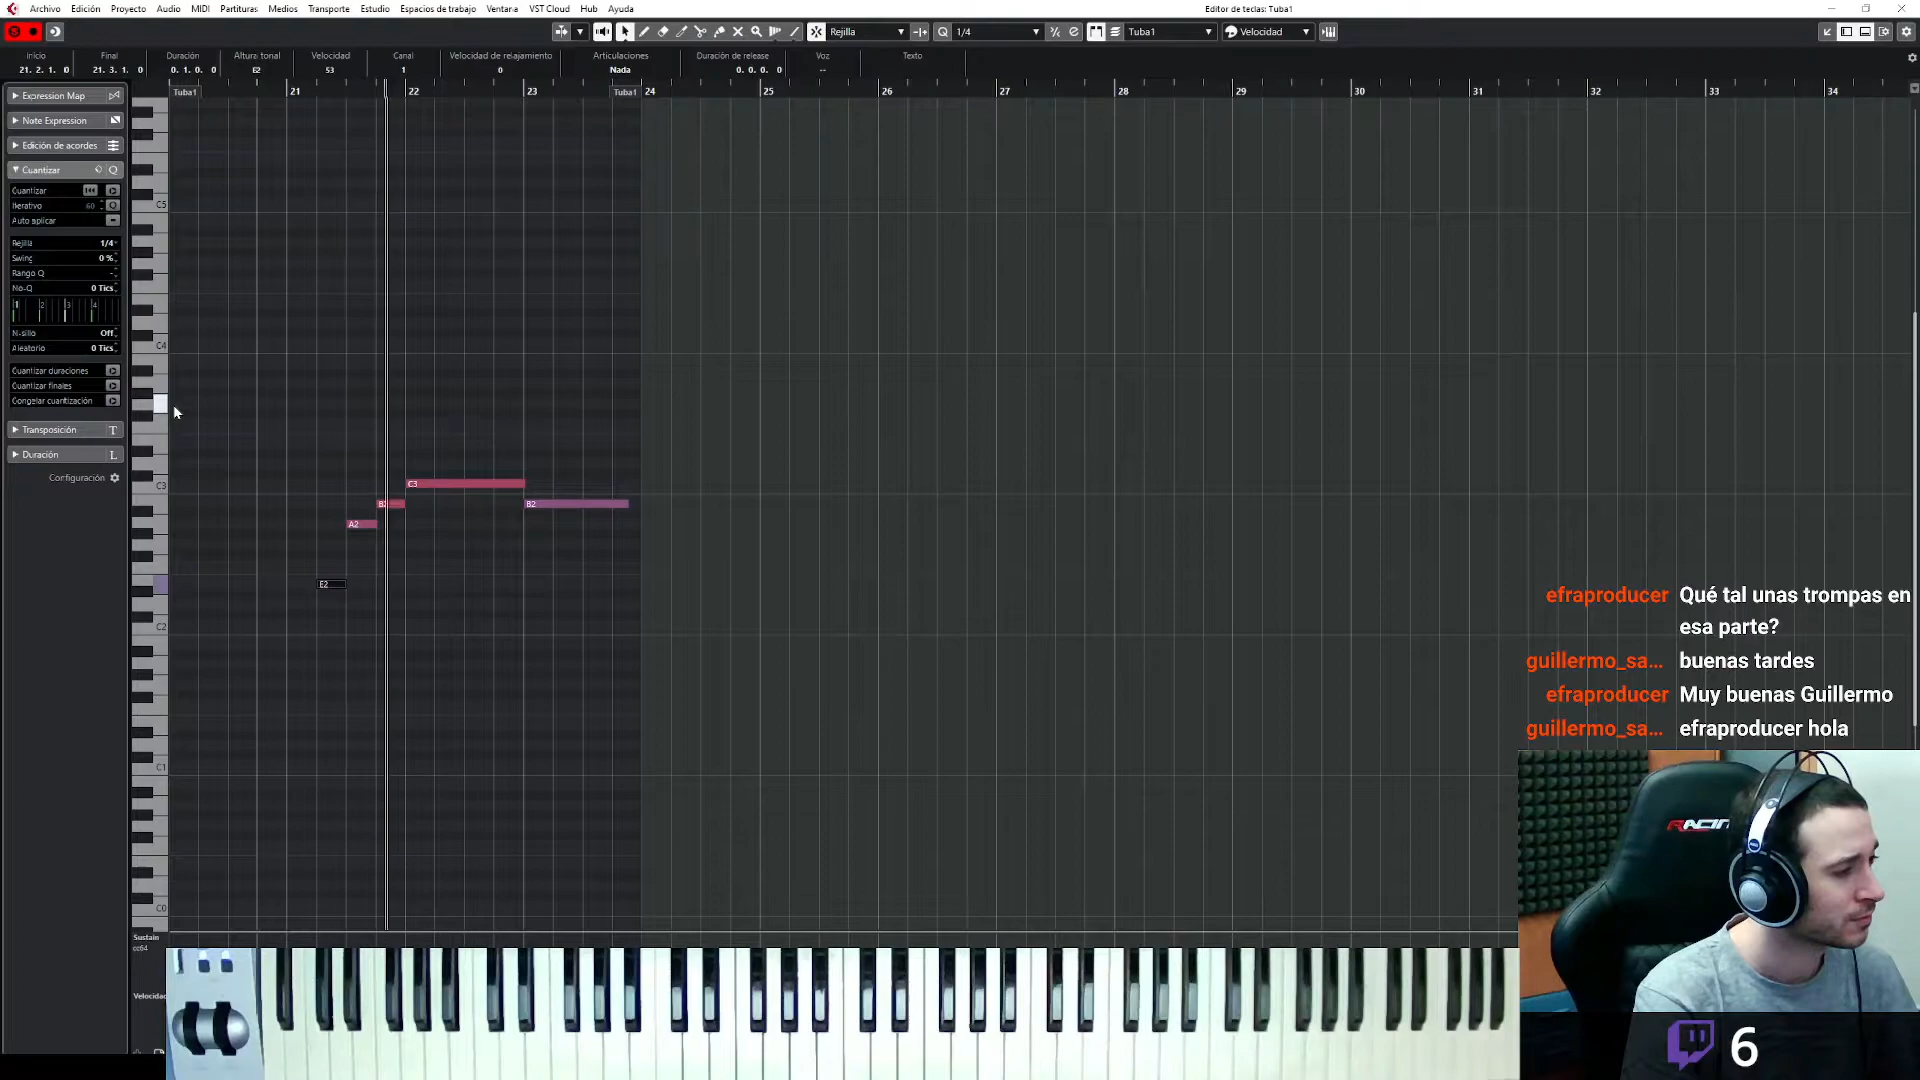 Archivo Edición Proyecto Audio MIDI Partituras Medios Transporte Estudio Espacios de trabajo Ventana VST Cloud Hub Ayuda
Editor de teclas: Tuba1
Rejilla
1/4
Tuba1
Velocidad
Inicio Final Duración Altura tonal Velocidad Canal Velocidad de relajamiento Articulaciones Duración de release Voz Texto
21. 2. 1. 0 21. 3. 1. 0 0. 1. 0. 0 E2 53 1 0 Nada 0. 0. 0. 0 --
Tuba1 21 22 23 Tuba1 24 25 26 27 28 29 30 31 32 33 34
Expression Map
Note Expression
Edición de acordes
Cuantizar
Cuantizar
Iterativo 60
Auto aplicar
Rejilla 1/4
Swing 0 %
Rango Q -
No-Q 0 Tics
1 2 3 4
N-sillo Off
Aleatorio 0 Tics
Cuantizar duraciones
Cuantizar finales
Congelar cuantización
Transposición
Duración L
Configuración
C5
C4
C3
C2
C1
C0
C3
B2
A2
E2
Sustain
cc64
Velocidad
efraproducer Qué tal unas trompas en
esa parte?
guillermo_sa... buenas tardes
efraproducer Muy buenas Guillermo
guillermo_sa... efraproducer hola
6